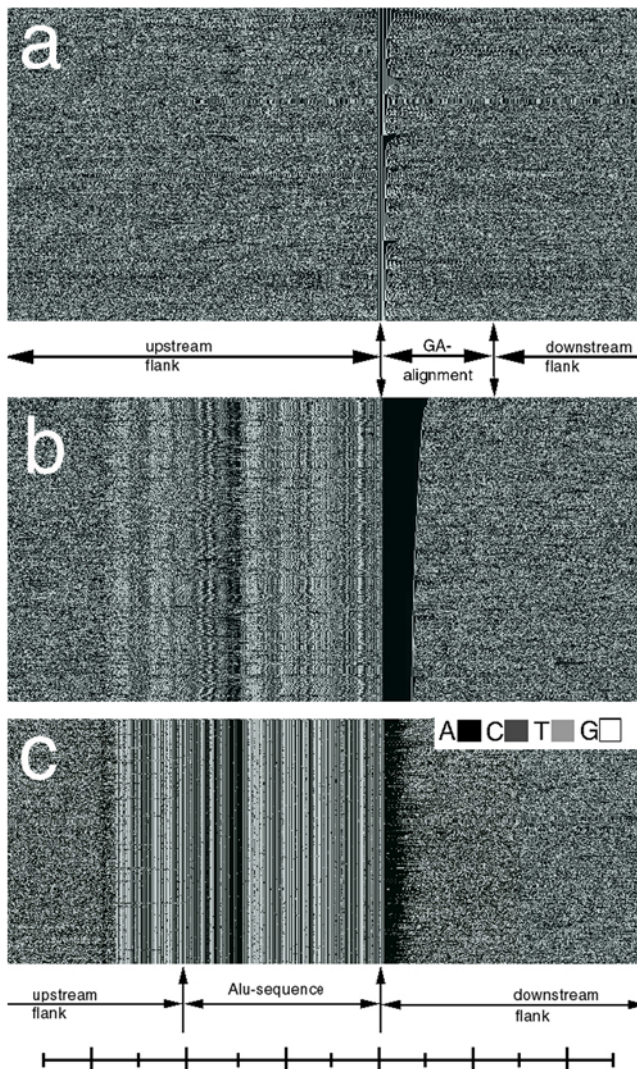 a
upstream
flank
GA-
alignment
downstream
flank
b
A C T G
c
upstream
flank
Alu-sequence
downstream
flank